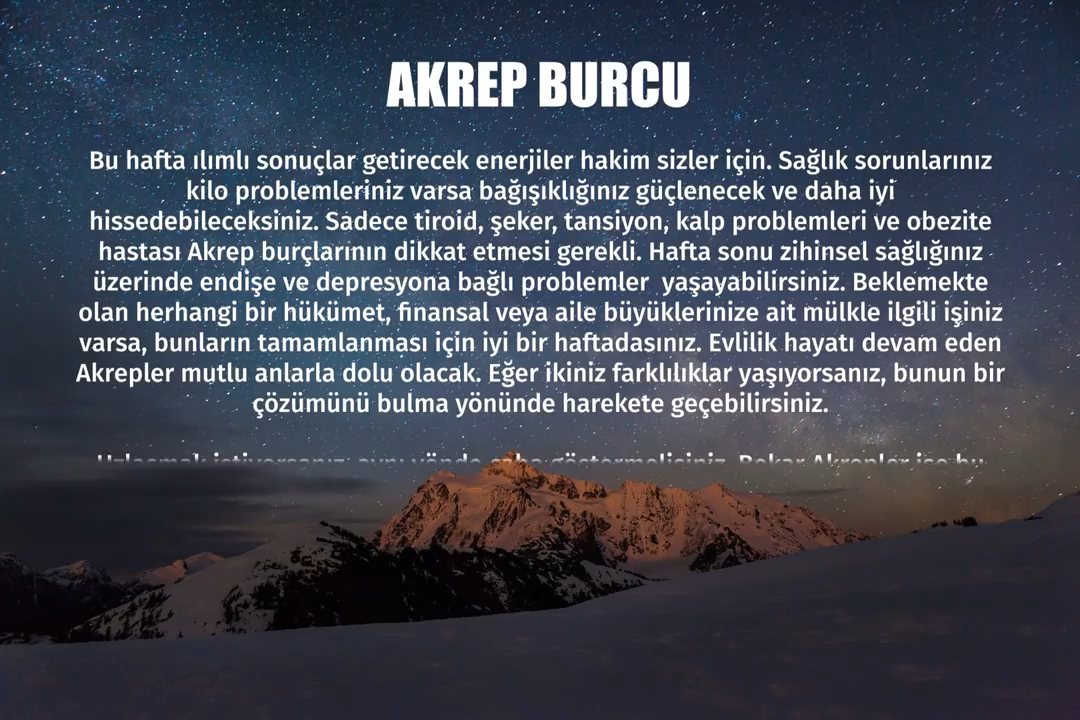 AKREP BURCU
Bu hafta ılımlı sonuçlar getirecek enerjiler hakim sizler için. Sağlık sorunlarınız
kilo problemleriniz varsa bağışıklığınız güçlenecek ve daha iyi
hissedebileceksiniz. Sadece tiroid, şeker, tansiyon, kalp problemleri ve obezite
hastası Akrep burçlarının dikkat etmesi gerekli. Hafta sonu zihinsel sağlığınız
üzerinde endişe ve depresyona bağlı problemler  yaşayabilirsiniz. Beklemekte
olan herhangi bir hükümet, finansal veya aile büyüklerinize ait mülkle ilgili işiniz
varsa, bunların tamamlanması için iyi bir haftadasınız. Evlilik hayatı devam eden
Akrepler mutlu anlarla dolu olacak. Eğer ikiniz farklılıklar yaşıyorsanız, bunun bir
çözümünü bulma yönünde harekete geçebilirsiniz.